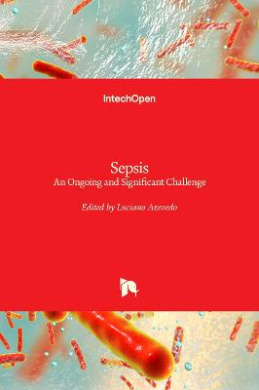 IntechOpen
Sepsis
An Ongoing and Significant Challenge
Edited by Luciano Azevedo